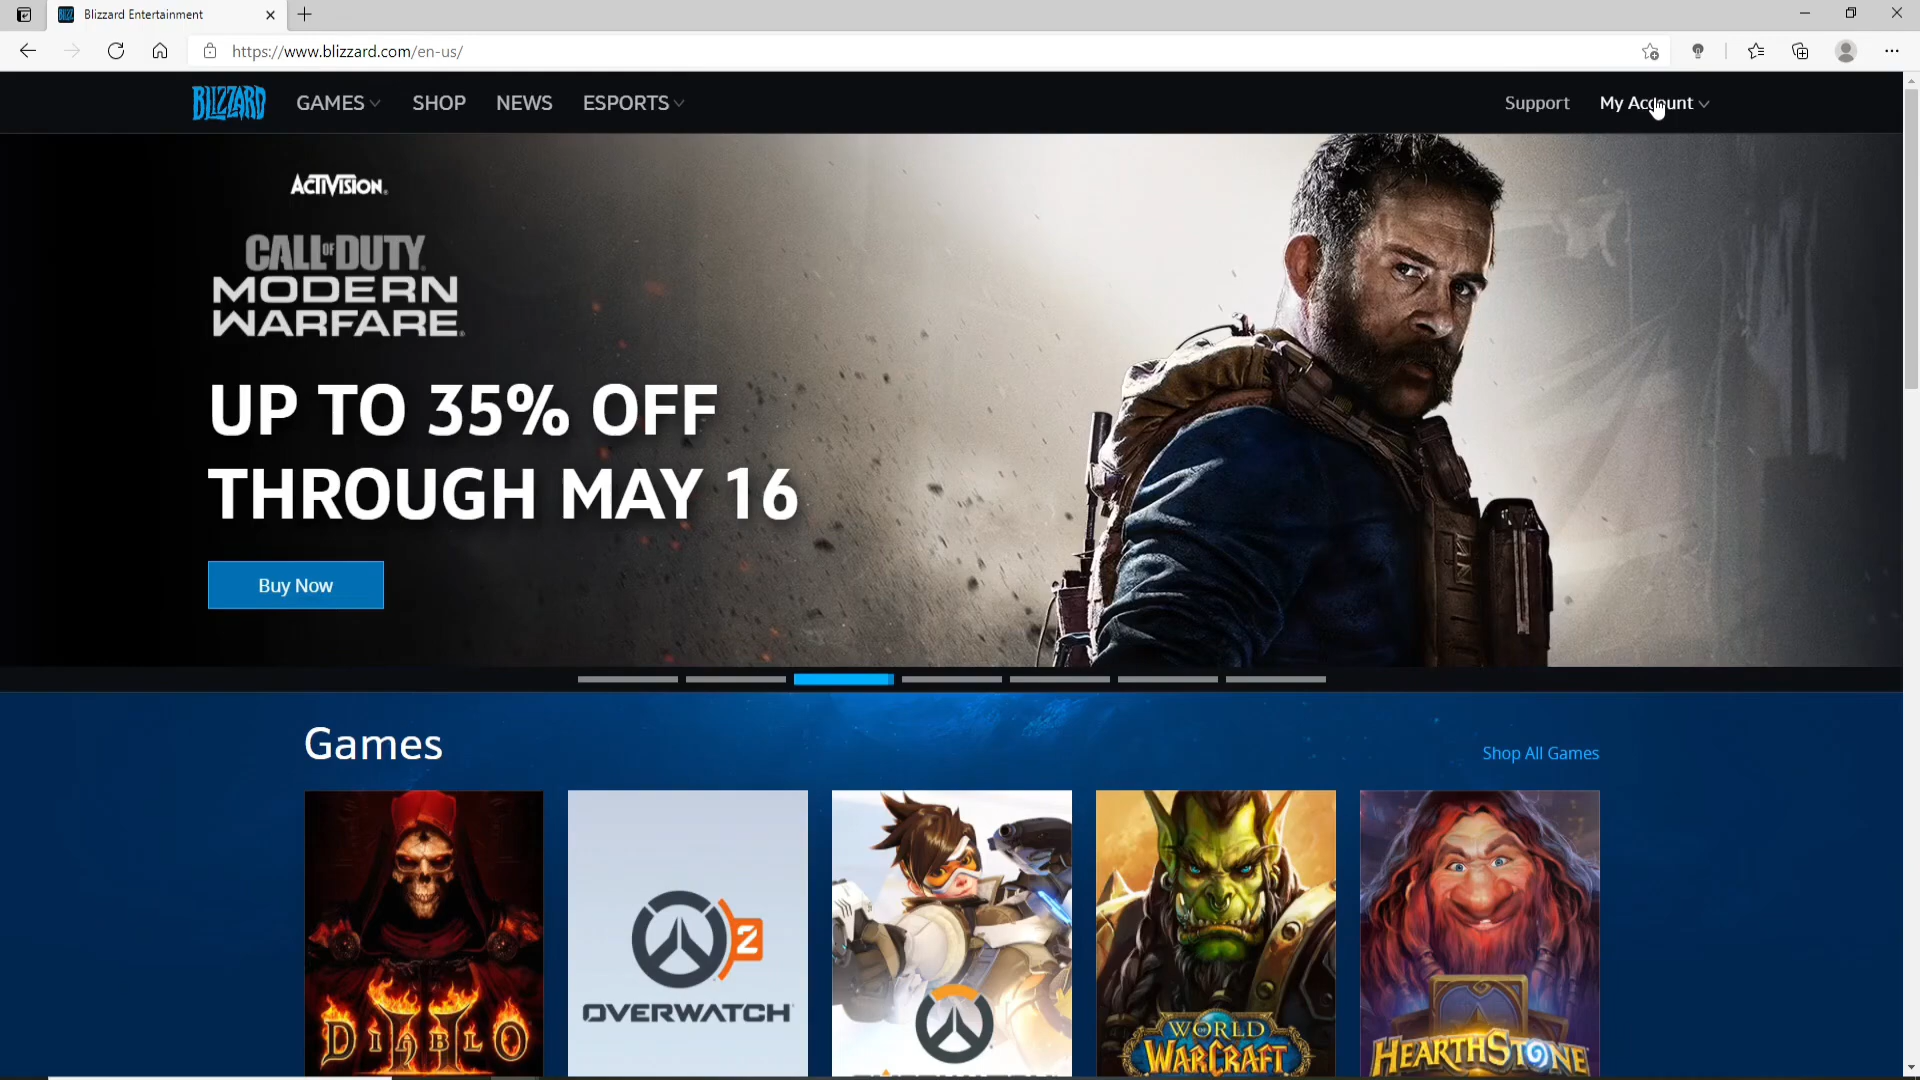 Blizzard Entertainment
https://www.blizzard.com/en-us/
BLIZZARD
GAMES
SHOP
NEWS
ESPORTS
Support
My Account
ACTIVISION
CALL OF DUTY
MODERN
WARFARE
UP TO 35% OFF
THROUGH MAY 16
Buy Now
Games
Shop All Games
DIABLO
II
2
OVERWATCH
WORLD
WARCRAFT
HEARTHSTONE